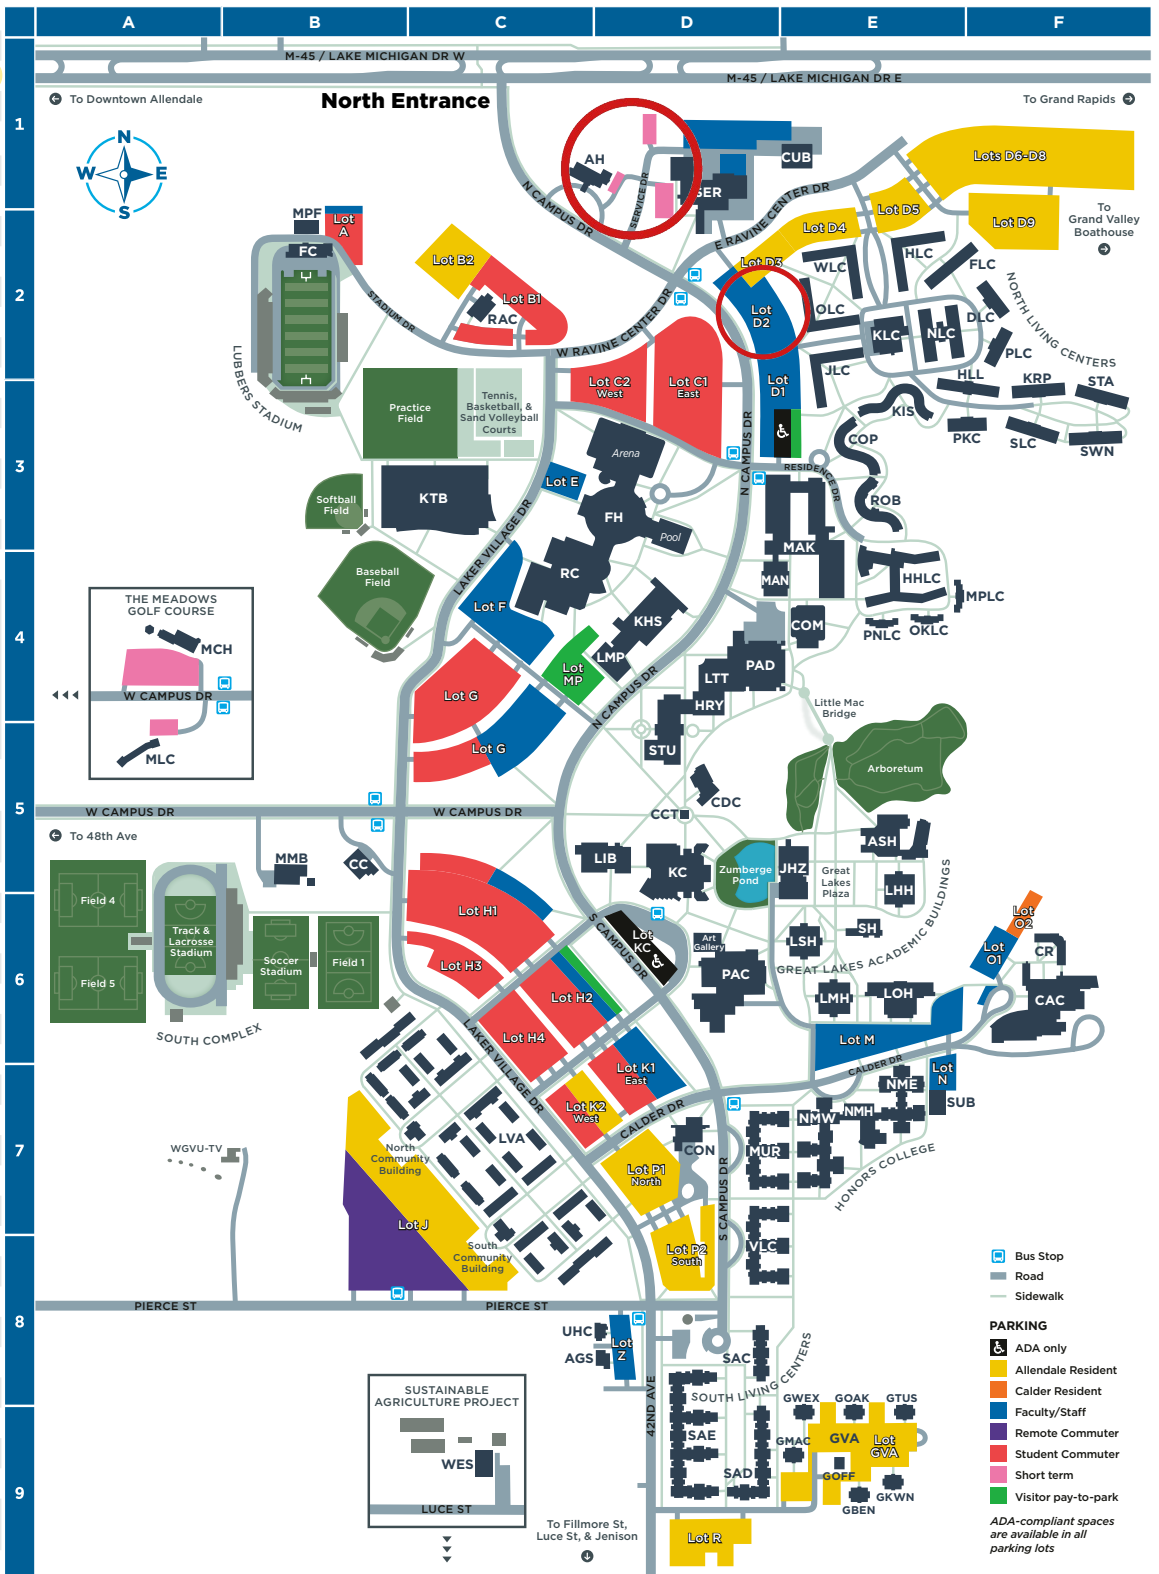 A B C D E F
M-45 / LAKE MICHIGAN DR W
M-45 / LAKE MICHIGAN DR E
To Downtown Allendale
North Entrance
To Grand Rapids
1
N
W E
S
AH
CUB
SER
SERVICE DR
N CAMPUS DR
E RAVINE CENTER DR
Lots D6-D8
Lot D5
Lot D4
Lot D9
To
Grand Valley
Boathouse
MPF
Lot
A
FC
2
Lot B2
Lot B1
RAC
STADIUM DR
W RAVINE CENTER DR
Lot D3
Lot
D2
WLC
HLC
FLC
OLC
DLC
KLC
NLC
PLC
JLC
NORTH LIVING CENTERS
LUBBERS STADIUM
Lot C2
West
Lot C1
East
Lot
D1
HLL
KRP
STA
KIS
PKC
SLC
SWN
COP
ROB
Practice
Field
Tennis,
Basketball, &
Sand Volleyball
Courts
3
Arena
Lot E
FH
Pool
N CAMPUS DR
RESIDENCE DR
Softball
Field
KTB
LAKER VILLAGE DR
RC
MAK
MAN
HHLC
MPLC
Baseball
Field
Lot F
KHS
LMP
COM
PNLC
OKLC
4
THE MEADOWS
GOLF COURSE
MCH
W CAMPUS DR
MLC
Lot
MP
PAD
LTT
HRY
STU
N CAMPUS DR
Little Mac
Bridge
Lot G
Lot G
Arboretum
CDC
CCT
5
W CAMPUS DR
W CAMPUS DR
To 48th Ave
MMB
CC
LIB
KC
Zumberge
Pond
JHZ
Great
Lakes
Plaza
ASH
LHH
Field 4
Track &
Lacrosse
Stadium
Soccer
Stadium
Field 1
Field 5
SOUTH COMPLEX
6
Lot H1
Lot H3
Lot H2
Lot H4
S CAMPUS DR
Lot
KC
Art
Gallery
PAC
LSH
SH
GREAT LAKES ACADEMIC BUILDINGS
LMH
LOH
Lot
O2
Lot
O1
CR
CAC
Lot M
CALDER DR
Lot
N
NME
SUB
NMW
NMH
HONORS COLLEGE
LAKER VILLAGE DR
Lot K1
East
Lot K2
West
CALDER DR
CON
MUR
7
WGVU-TV
North
Community
Building
LVA
Lot P1
North
S CAMPUS DR
Lot J
South
Community
Building
Lot P2
South
VLC
PIERCE ST
PIERCE ST
8
UHC
AGS
Lot
Z
SAC
SOUTH LIVING CENTERS
42ND AVE
SUSTAINABLE
AGRICULTURE PROJECT
WES
LUCE ST
SAE
SAD
GWEX
GOAK
GTUS
GMAC
GVA
Lot
GVA
GOFF
GKWN
GBEN
9
To Fillmore St,
Luce St, & Jenison
Lot R
Bus Stop
Road
Sidewalk
PARKING
ADA only
Allendale Resident
Calder Resident
Faculty/Staff
Remote Commuter
Student Commuter
Short term
Visitor pay-to-park
ADA-compliant spaces
are available in all
parking lots